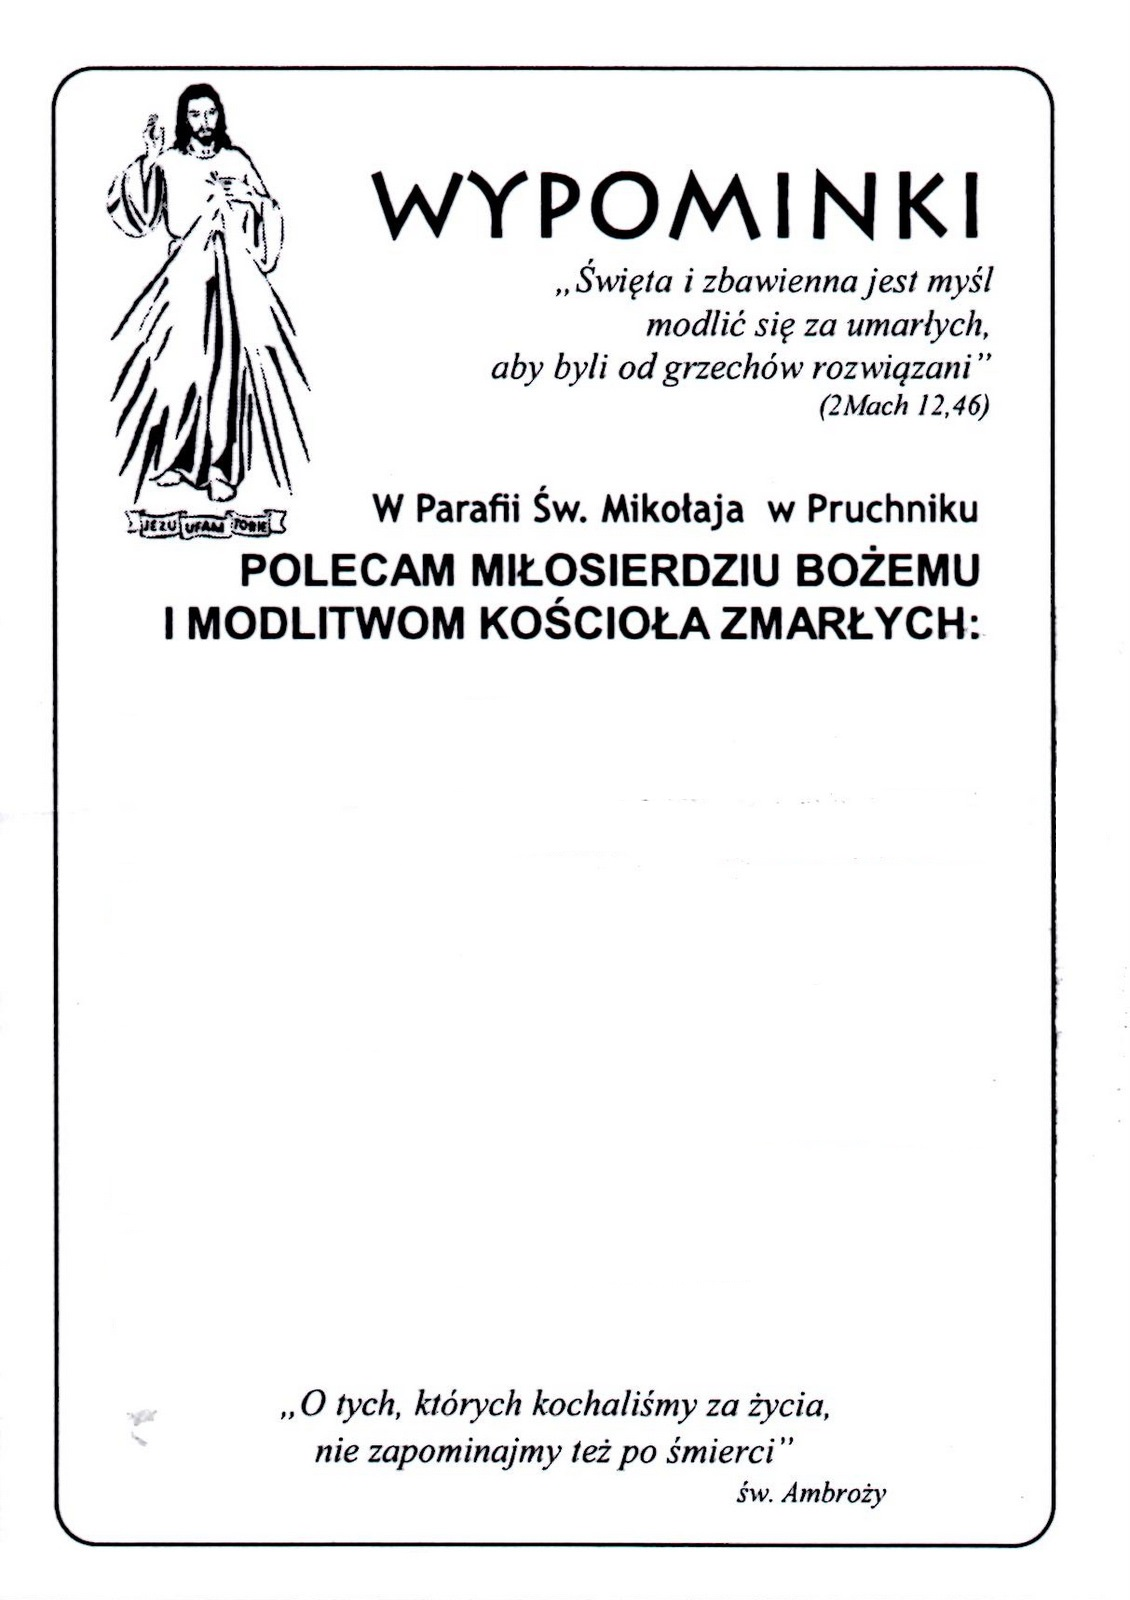 WYPOMINKI
„Święta i zbawienna jest myśl
modlić się za umarłych,
aby byli od grzechów rozwiązani”
(2Mach 12,46)
JEZU UFAM TOBIE
W Parafii Św. Mikołaja w Pruchniku
POLECAM MIŁOSIERDZIU BOŻEMU
I MODLITWOM KOŚCIOŁA ZMARŁYCH:
„O tych, których kochaliśmy za życia,
nie zapominajmy też po śmierci”
św. Ambroży